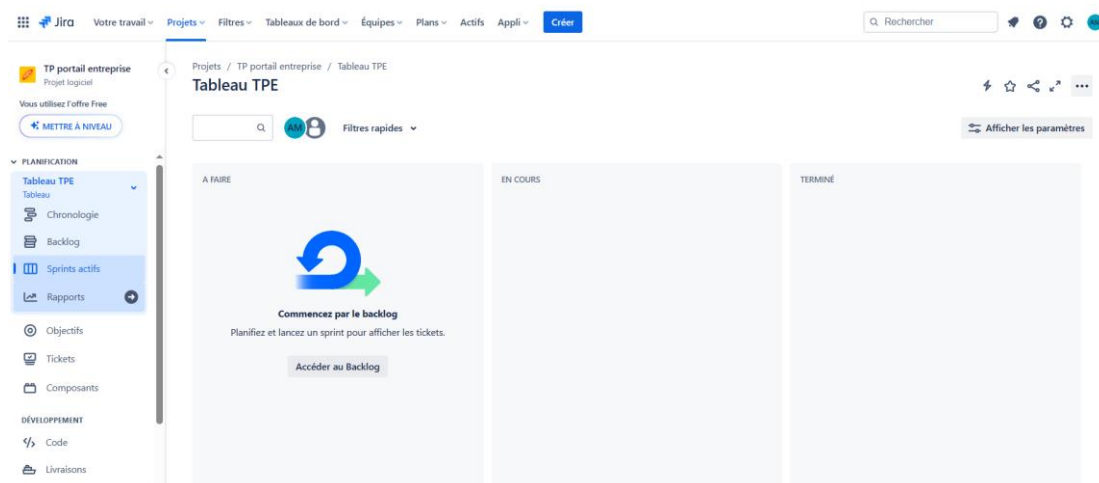 Jira Votre travail Projets Filtres Tableaux de bord Équipes Plans Actifs Appli Créer Rechercher
TP portail entreprise
Projet logiciel
Vous utilisez l'offre Free
METTRE À NIVEAU
PLANIFICATION
Tableau TPE
Tableau
Chronologie
Backlog
Sprints actifs
Rapports
Objectifs
Tickets
Composants
DÉVELOPPEMENT
Code
Livraisons
Projets / TP portail entreprise / Tableau TPE
Tableau TPE
AM Filtres rapides Afficher les paramètres
A FAIRE EN COURS TERMINÉ
Commencez par le backlog
Planifiez et lancez un sprint pour afficher les tickets.
Accéder au Backlog